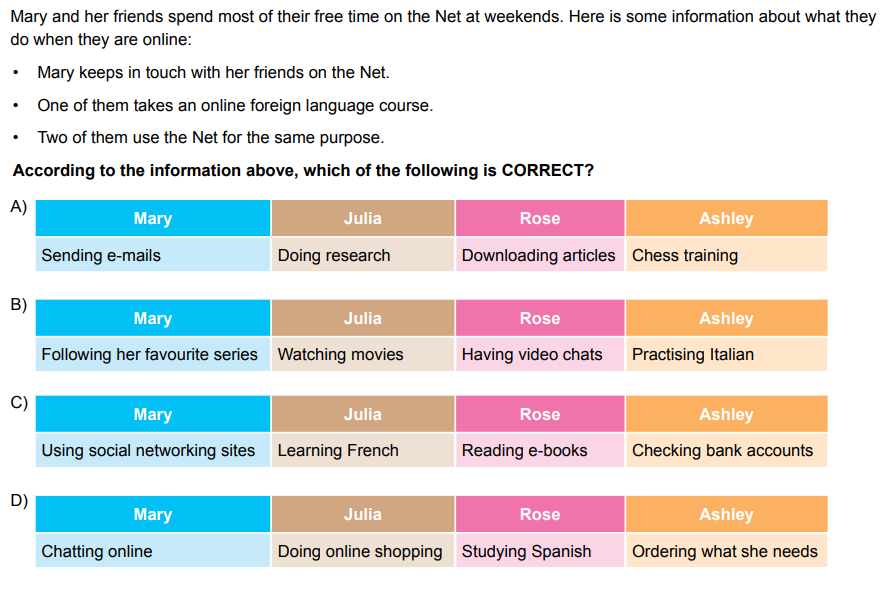 Mary and her friends spend most of their free time on the Net at weekends. Here is some information about what they
do when they are online:
• Mary keeps in touch with her friends on the Net.
• One of them takes an online foreign language course.
• Two of them use the Net for the same purpose.
According to the information above, which of the following is CORRECT?
A)
Mary Julia Rose Ashley
Sending e-mails Doing research Downloading articles Chess training
B)
Mary Julia Rose Ashley
Following her favourite series Watching movies Having video chats Practising Italian
C)
Mary Julia Rose Ashley
Using social networking sites Learning French Reading e-books Checking bank accounts
D)
Mary Julia Rose Ashley
Chatting online Doing online shopping Studying Spanish Ordering what she needs